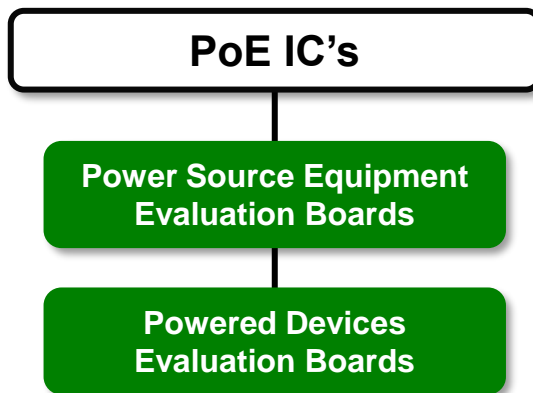 PoE IC’s
Power Source Equipment
Evaluation Boards
Powered Devices
Evaluation Boards